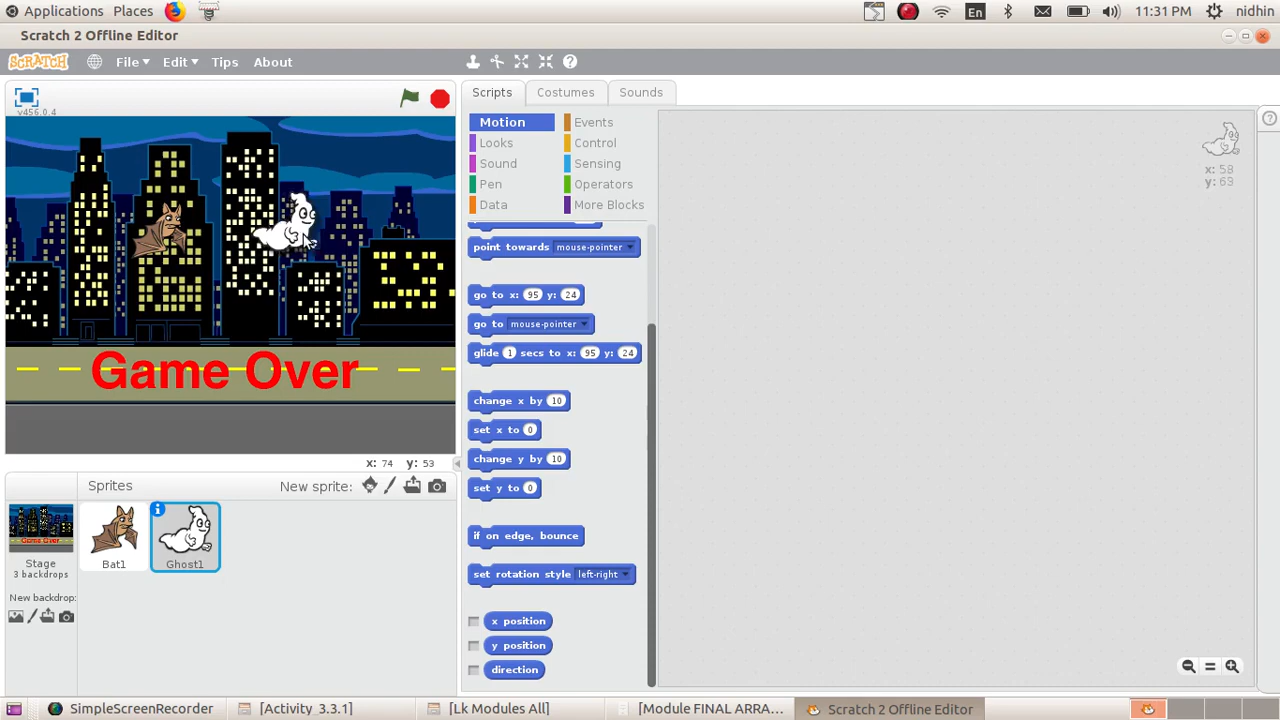 Applications Places En 11:31 PM nidhin
Scratch 2 Offline Editor
SCRATCH File Edit Tips About
v456.0.4
Scripts Costumes Sounds
Motion Events
Looks Control
Sound Sensing
Pen Operators
Data More Blocks
x: 58
y: 63
point towards mouse-pointer
go to x: 95 y: 24
go to mouse-pointer
glide 1 secs to x: 95 y: 24
change x by 10
set x to 0
change y by 10
set y to 0
if on edge, bounce
set rotation style left-right
x position
y position
direction
Game Over
x: 74 y: 53
Sprites New sprite:
Stage
3 backdrops
New backdrop:
Bat1
Ghost1
SimpleScreenRecorder [Activity_3.3.1] [Lk Modules All] [Module FINAL ARRA... Scratch 2 Offline Editor